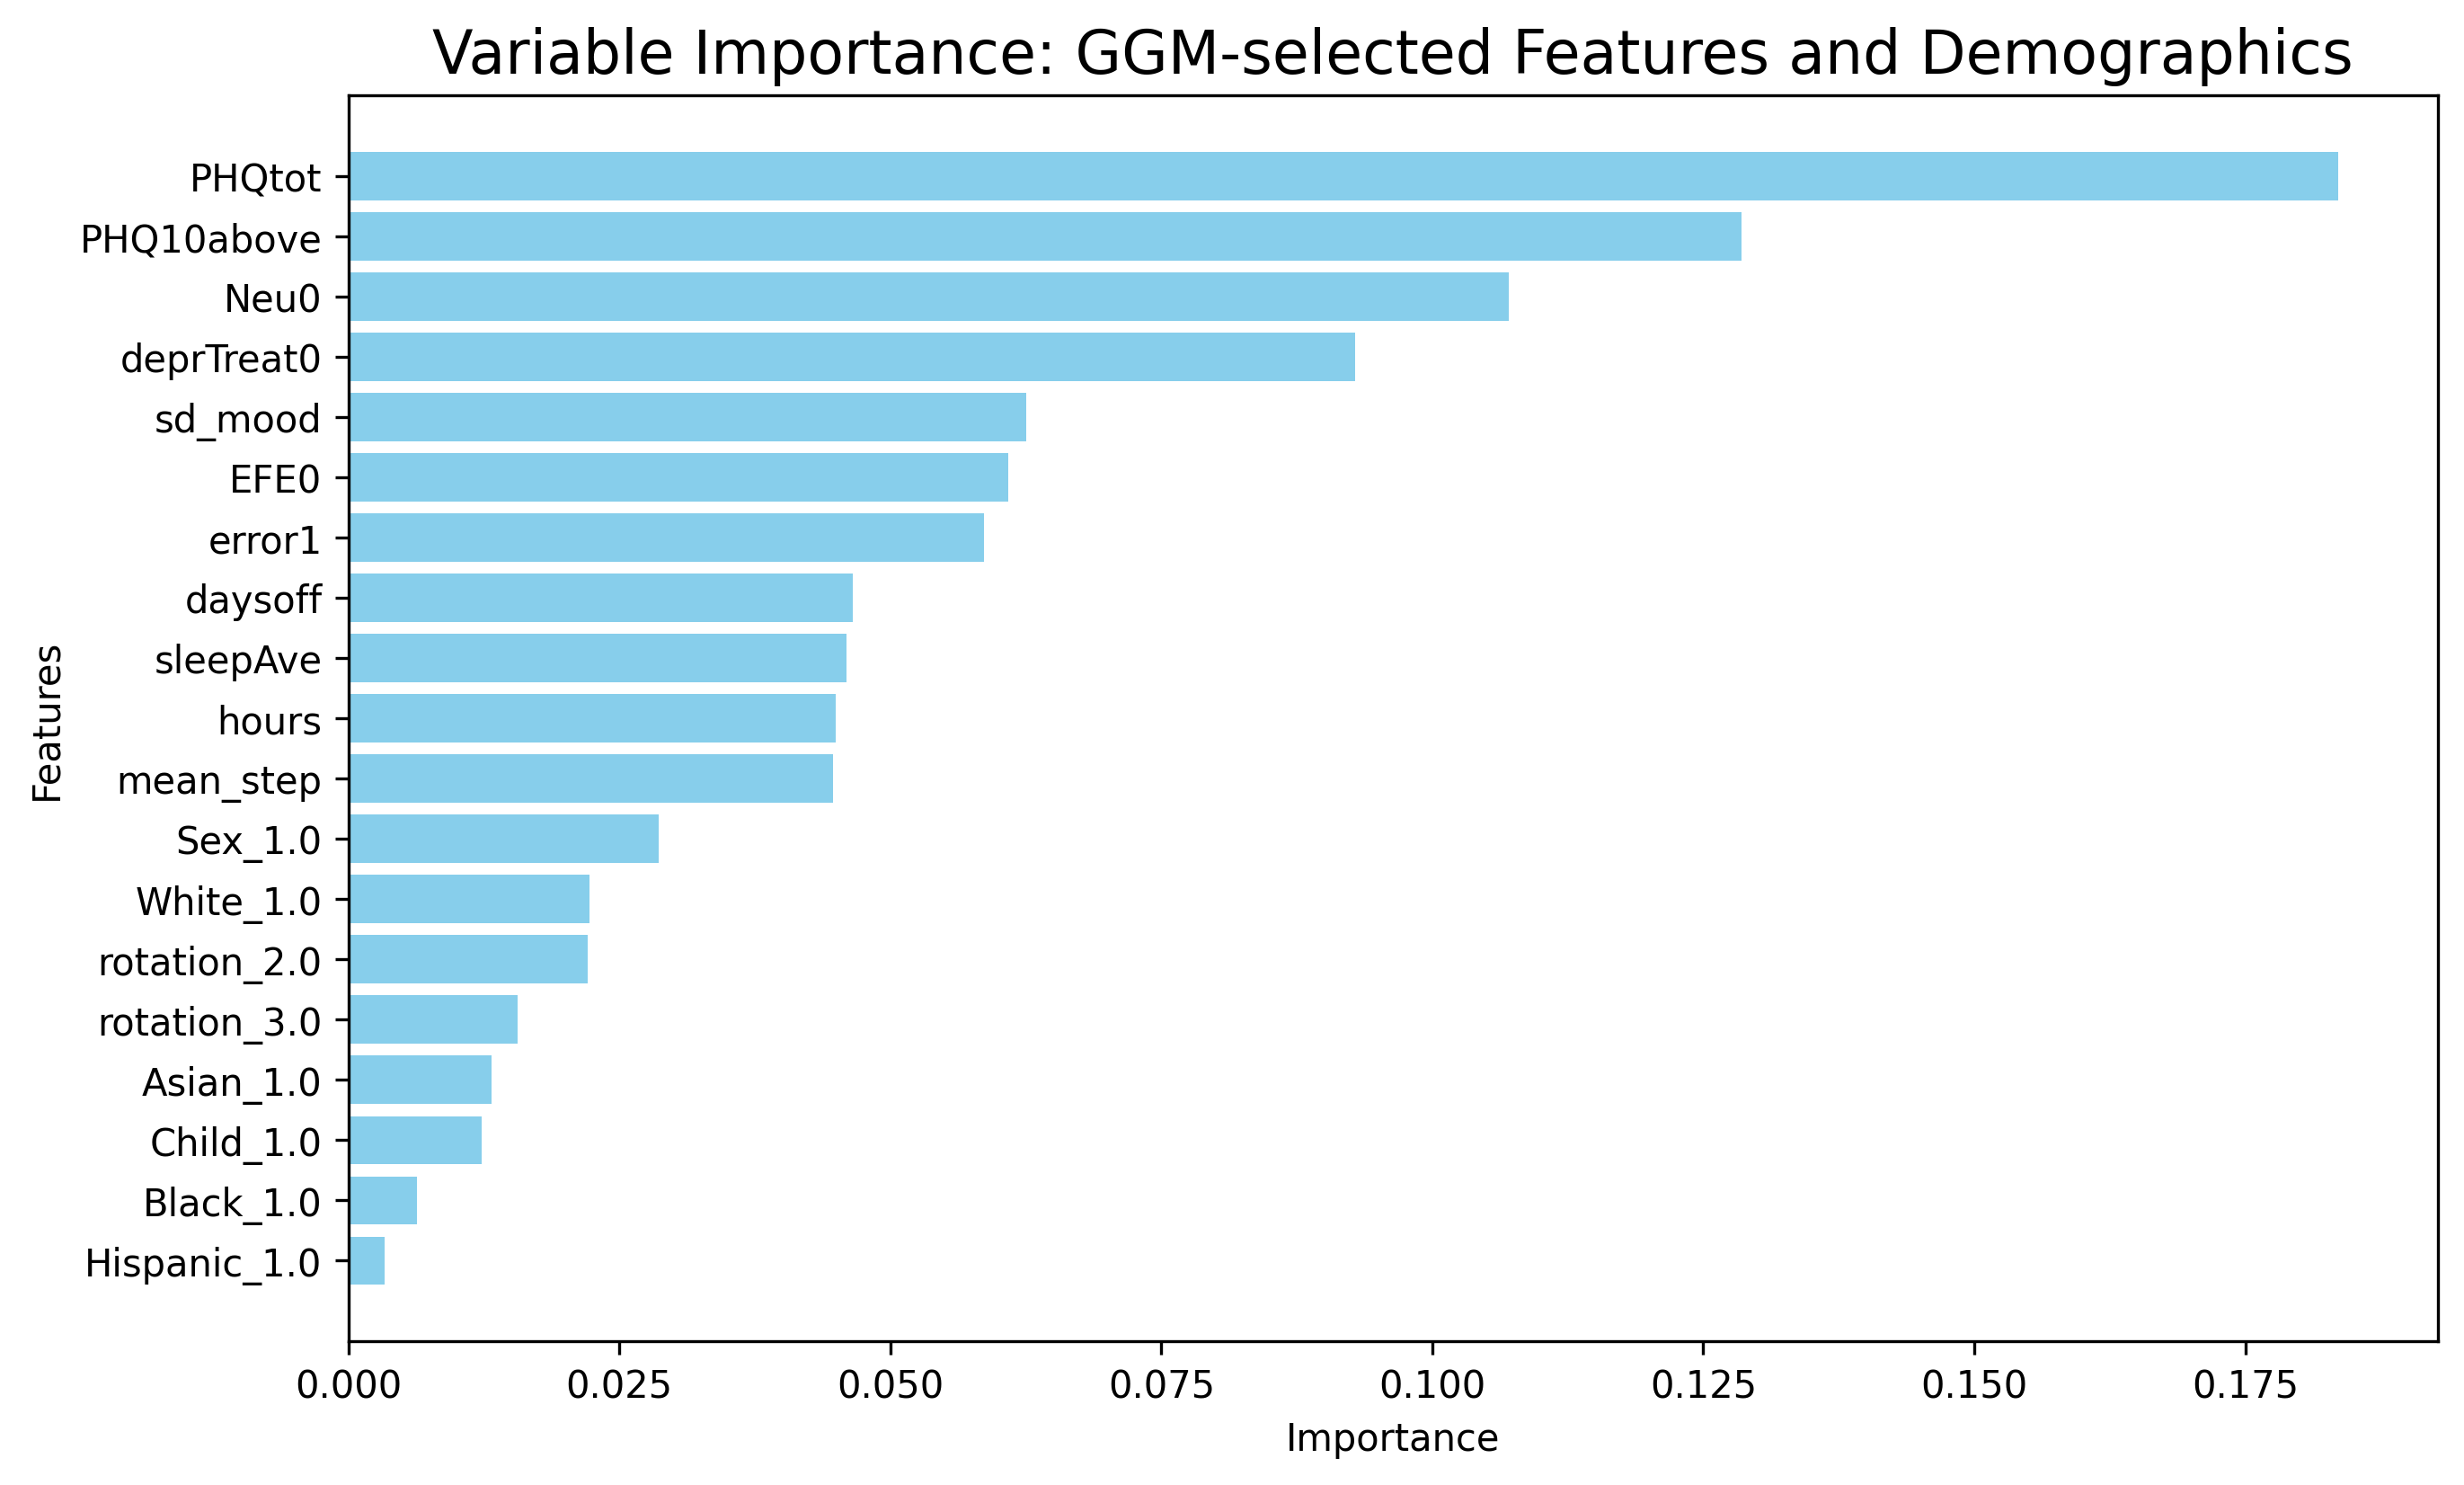 Variable Importance: GGM-selected Features and Demographics
PHQtot
PHQ10above
Neu0
deprTreat0
sd_mood
EFE0
error1
daysoff
sleepAve
hours
mean_step
Sex_1.0
White_1.0
rotation_2.0
rotation_3.0
Asian_1.0
Child_1.0
Black_1.0
Hispanic_1.0
Features
0.000 0.025 0.050 0.075 0.100 0.125 0.150 0.175
Importance